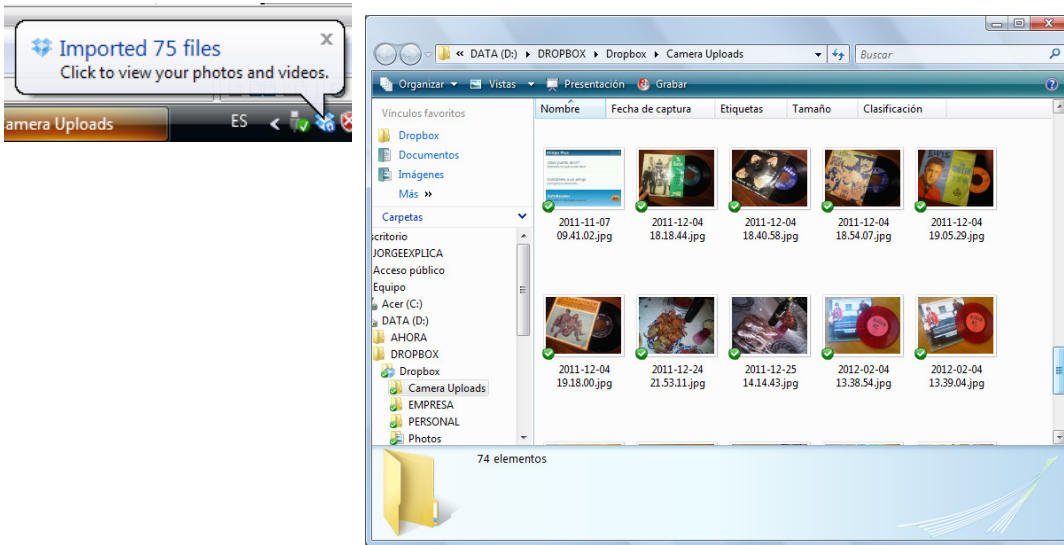 Imported 75 files
Click to view your photos and videos.
amera Uploads
ES
« DATA (D:) ▸ DROPBOX ▸ Dropbox ▸ Camera Uploads
Buscar
Organizar
Vistas
Presentación
Grabar
Vínculos favoritos
Dropbox
Documentos
Imágenes
Más »
Carpetas
scritorio
JORGEEXPLICA
Acceso público
Equipo
Acer (C:)
DATA (D:)
AHORA
DROPBOX
Dropbox
Camera Uploads
EMPRESA
PERSONAL
Photos
Nombre Fecha de captura Etiquetas Tamaño Clasificación
2011-11-07
09.41.02.jpg
2011-12-04
18.18.44.jpg
2011-12-04
18.40.58.jpg
2011-12-04
18.54.07.jpg
2011-12-04
19.05.29.jpg
2011-12-04
19.18.00.jpg
2011-12-24
21.53.11.jpg
2011-12-25
14.14.43.jpg
2012-02-04
13.38.54.jpg
2012-02-04
13.39.04.jpg
74 elementos